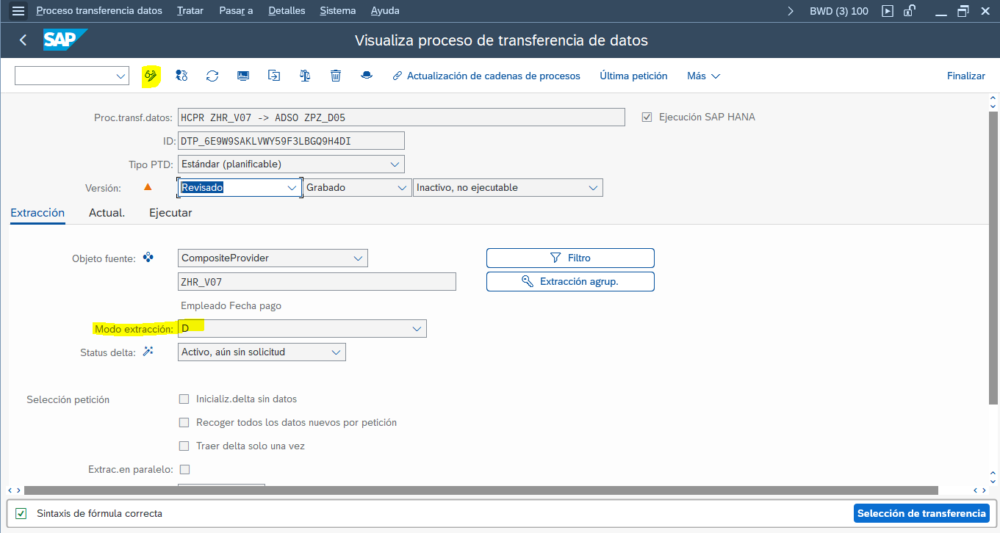 Proceso transferencia datos Tratar Pasar a Detalles Sistema Ayuda BWD (3) 100
SAP Visualiza proceso de transferencia de datos
Actualización de cadenas de procesos Última petición Más Finalizar
Proc.transf.datos: HCPR ZHR_V07 -> ADSO ZPZ_D05 Ejecución SAP HANA
ID: DTP_6E9W9SAKLVWY59F3LBGQ9H4DI
Tipo PTD: Estándar (planificable)
Versión: Revisado Grabado Inactivo, no ejecutable
Extracción Actual. Ejecutar
Objeto fuente: CompositeProvider Filtro
ZHR_V07 Extracción agrup.
Empleado Fecha pago
Modo extracción: D
Status delta: Activo, aún sin solicitud
Selección petición Inicializ.delta sin datos
Recoger todos los datos nuevos por petición
Traer delta solo una vez
Extrac.en paralelo:
Sintaxis de fórmula correcta Selección de transferencia